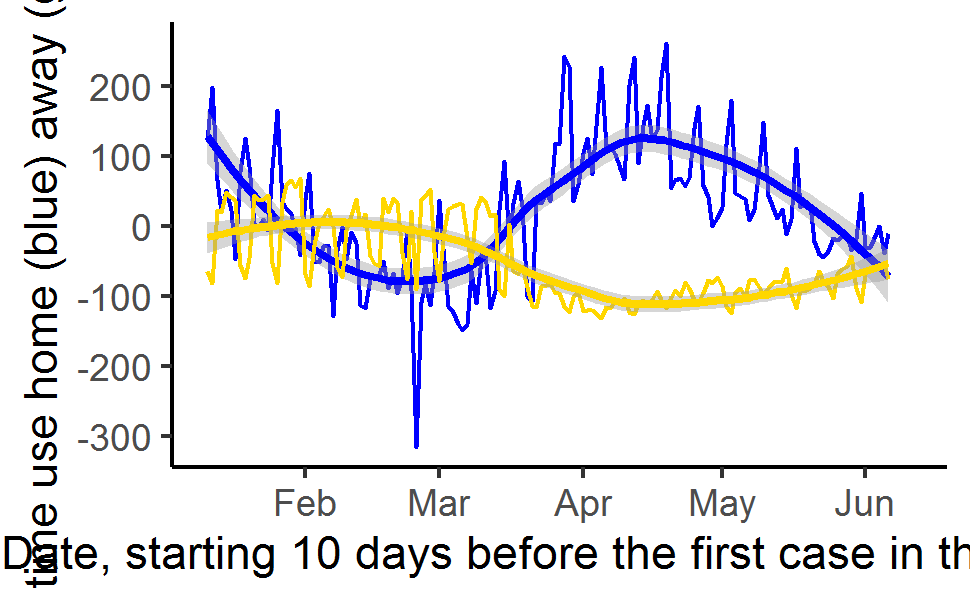 time use home (blue) away (
200
100
0
-100
-200
-300
Feb Mar Apr May Jun
Date, starting 10 days before the first case in th